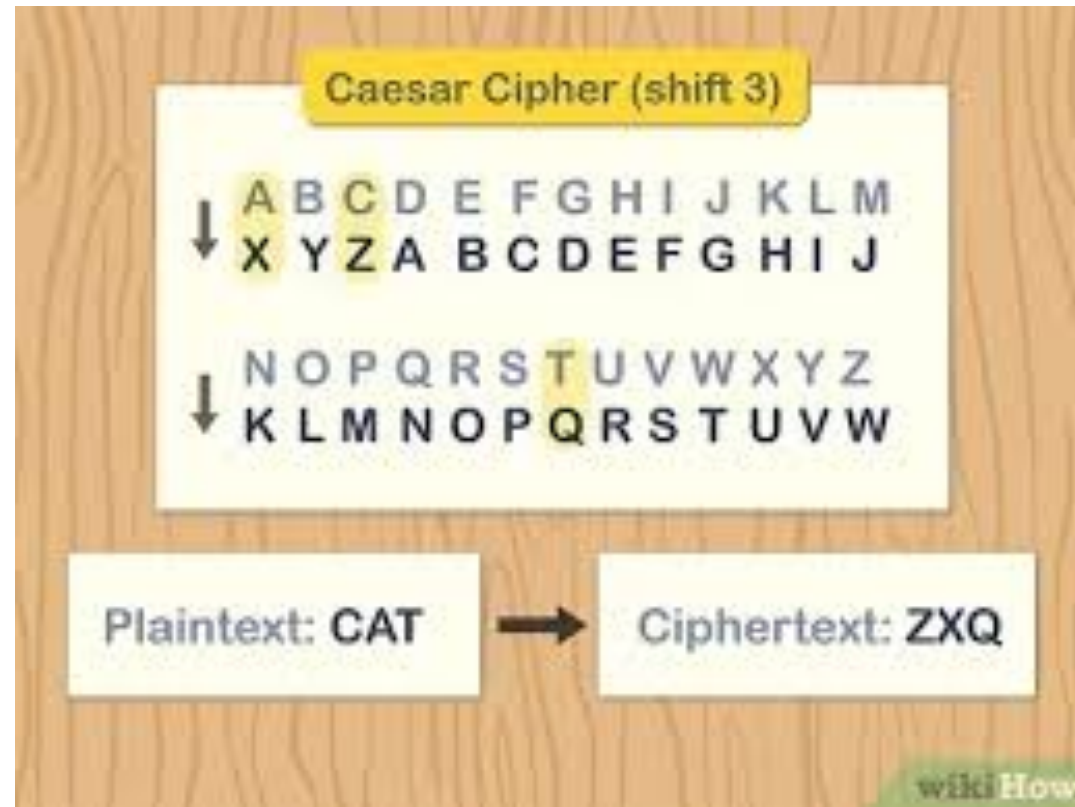 Caesar Cipher (shift 3)
A B C D E F G H I J K L M
X Y Z A B C D E F G H I J
N O P Q R S T U V W X Y Z
K L M N O P Q R S T U V W
Plaintext: CAT
Ciphertext: ZXQ
wikiHow